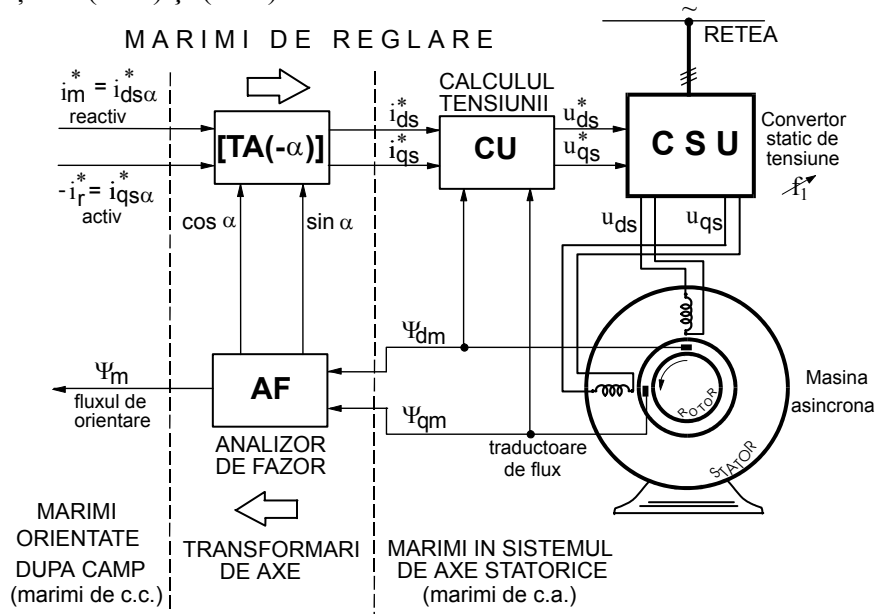 MARIMI DE REGLARE
~
RETEA
i*m = i*dsα
reactiv
-i*r = i*qsα
activ
[TA(-α)]
i*ds
i*qs
CALCULUL
TENSIUNII
CU
u*ds
u*qs
CSU
Convertor
static de
tensiune
f1
cos α
sin α
uds
uqs
Ψdm
Ψm
fluxul de
orientare
AF
ANALIZOR
DE FAZOR
Ψqm
traductoare
de flux
ROTOR
STATOR
Masina
asincrona
MARIMI
ORIENTATE
DUPA CAMP
(marimi de c.c.)
TRANSFORMARI
DE AXE
MARIMI IN SISTEMUL
DE AXE STATORICE
(marimi de c.a.)